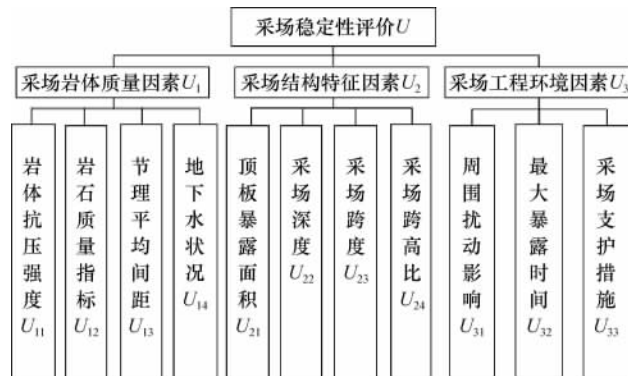 采场稳定性评价U
采场岩体质量因素U₁
采场结构特征因素U₂
采场工程环境因素U₃
岩体抗压强度U₁₁
岩石质量指标U₁₂
节理平均间距U₁₃
地下水状况U₁₄
顶板暴露面积U₂₁
采场深度U₂₂
采场跨度U₂₃
采场跨高比U₂₄
周围扰动影响U₃₁
最大暴露时间U₃₂
采场支护措施U₃₃